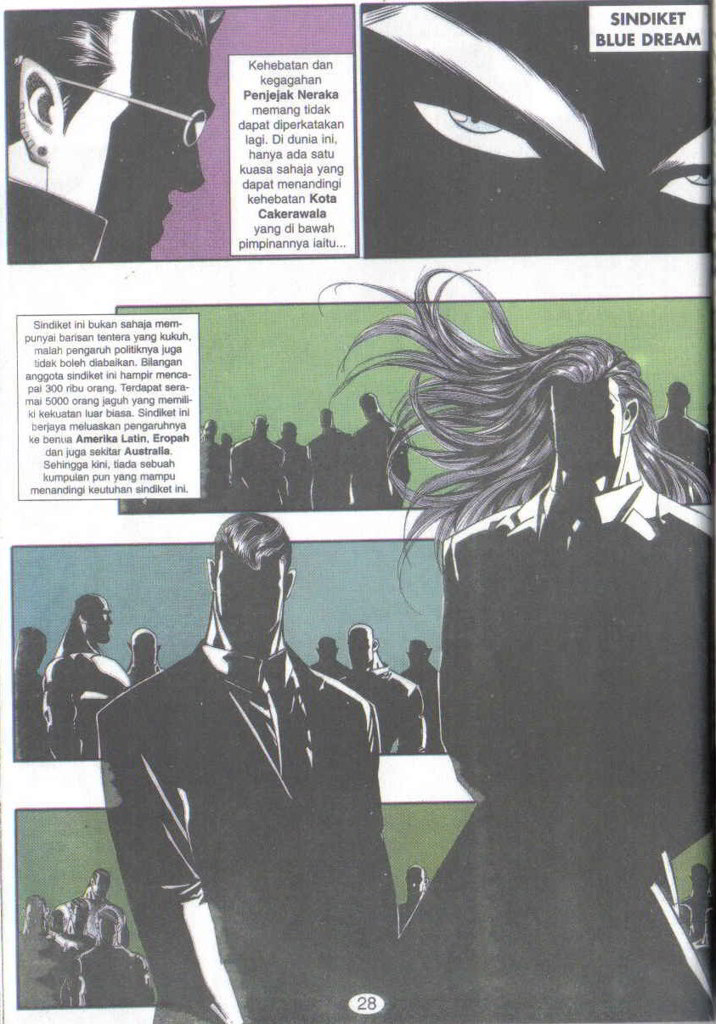 Kehebatan dan
kegagahan
Penjejak Neraka
memang tidak
dapat diperkatakan
lagi. Di dunia ini,
hanya ada satu
kuasa sahaja yang
dapat menandingi
kehebatan Kota
Cakerawala
yang di bawah
pimpinannya iaitu...
SINDIKET
BLUE DREAM
Sindiket ini bukan sahaja mem-
punyai barisan tentera yang kukuh,
malah pengaruh politiknya juga
tidak boleh diabaikan. Bilangan
anggota sindiket ini hampir menca-
pai 300 ribu orang. Terdapat sera-
mai 5000 orang jaguh yang memili-
ki kekuatan luar biasa. Sindiket ini
berjaya meluaskan pengaruhnya
ke benua Amerika Latin, Eropah
dan juga sekitar Australia.
Sehingga kini, tiada sebuah
kumpulan pun yang mampu
menandingi keutuhan sindiket ini.
28